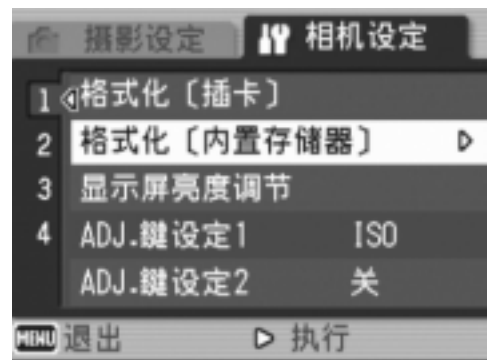 摄影设定 相机设定
1 格式化〔插卡〕
2 格式化〔内置存储器〕
3 显示屏亮度调节
4 ADJ.鍵设定1 ISO
ADJ.鍵设定2 关
MENU 退出 执行